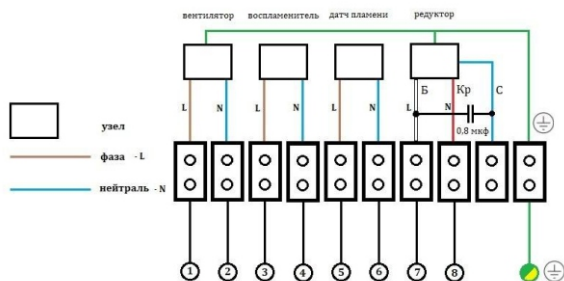 вентилятор воспламенитель датч пламени редуктор
Б Кр С
L N L N L N L N
0,8 мкф
узел
фаза - L
нейтраль - N
1 2 3 4 5 6 7 8